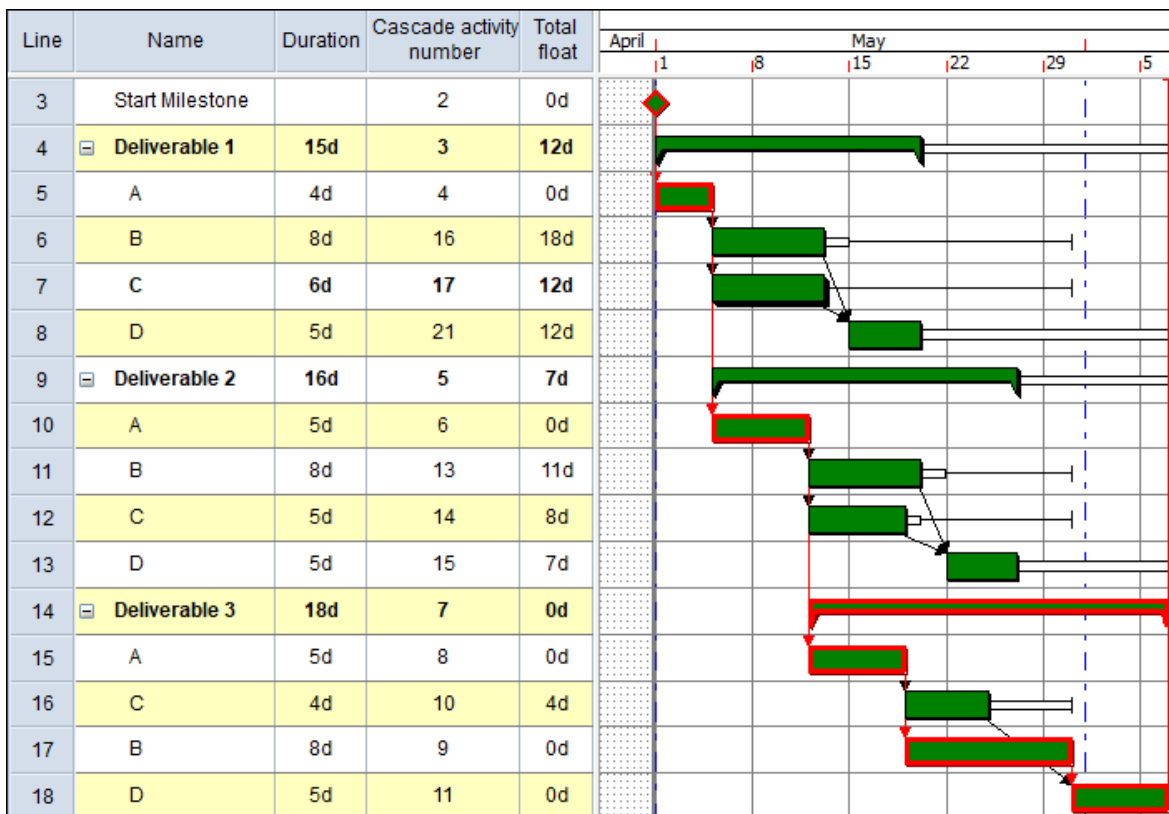 Line Name Duration Cascade activity number Total float April May
1 8 15 22 29 5
3 Start Milestone 2 0d
4 Deliverable 1 15d 3 12d
5 A 4d 4 0d
6 B 8d 16 18d
7 C 6d 17 12d
8 D 5d 21 12d
9 Deliverable 2 16d 5 7d
10 A 5d 6 0d
11 B 8d 13 11d
12 C 5d 14 8d
13 D 5d 15 7d
14 Deliverable 3 18d 7 0d
15 A 5d 8 0d
16 C 4d 10 4d
17 B 8d 9 0d
18 D 5d 11 0d